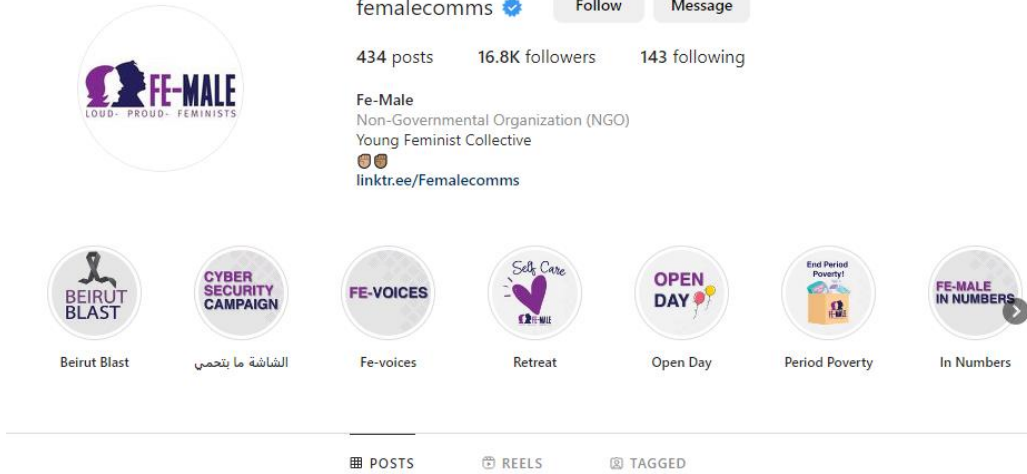 femalecomms Follow Message
434 posts 16.8K followers 143 following
FE-MALE
LOUD- PROUD- FEMINISTS
Fe-Male
Non-Governmental Organization (NGO)
Young Feminist Collective
linktr.ee/Femalecomms
BEIRUT
BLAST
CYBER
SECURITY
CAMPAIGN
FE-VOICES
Self Care
FE-MALE
OPEN
DAY
End Period
Poverty!
FE-MALE
FE-MALE
IN NUMBERS
Beirut Blast
الشاشة ما بتحمي
Fe-voices
Retreat
Open Day
Period Poverty
In Numbers
POSTS REELS TAGGED